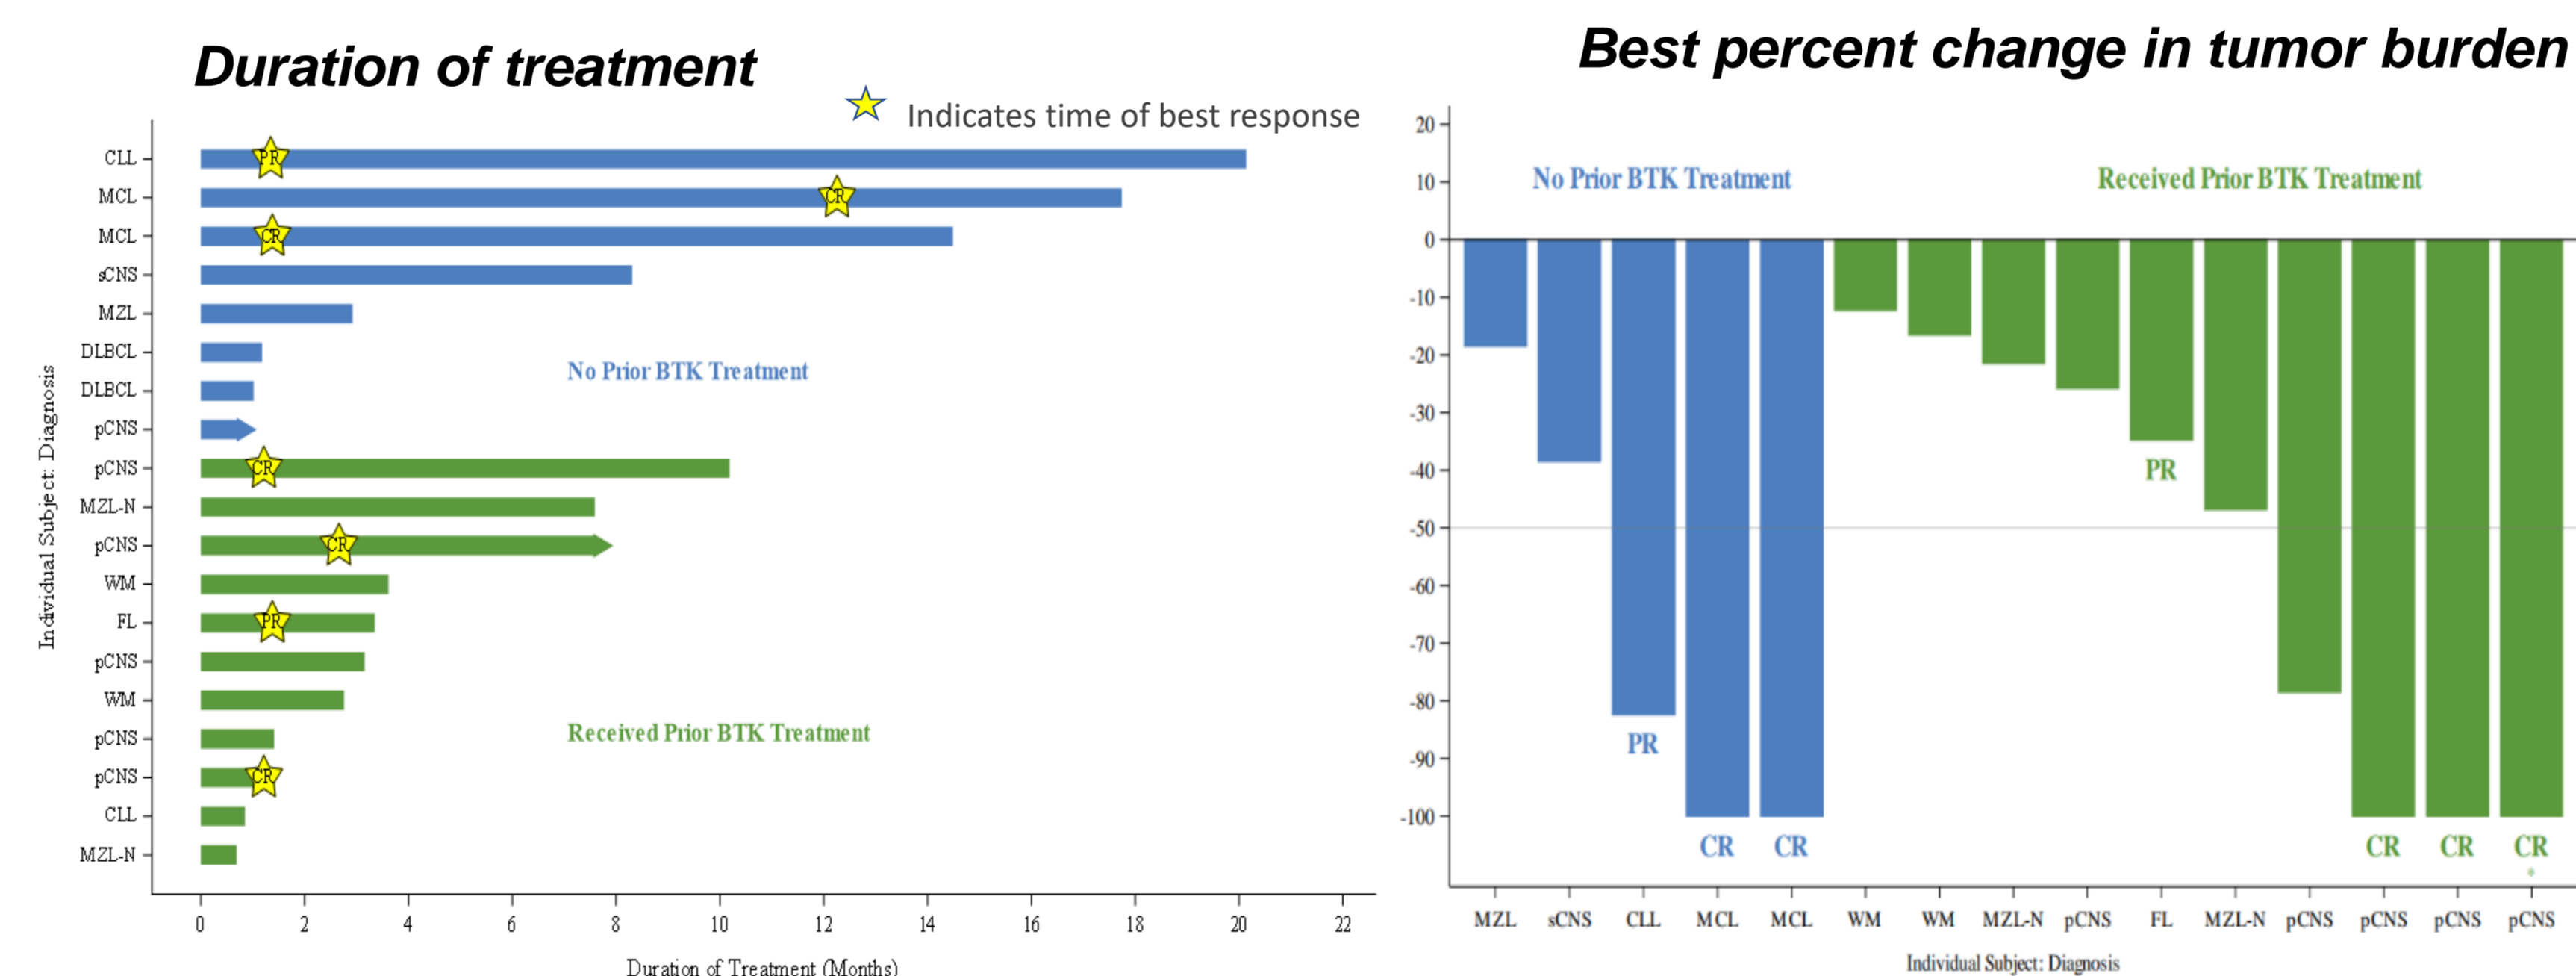 Duration of treatment
Indicates time of best response
Individual Subject: Diagnosis
CLL PR
MCL CR
MCL CR
sCNS
MZL
DLBCL
No Prior BTK Treatment
DLBCL
pCNS
pCNS CR
MZL-N
pCNS CR
WM
FL PR
pCNS
WM
pCNS
Received Prior BTK Treatment
pCNS CR
CLL
MZL-N
0 2 4 6 8 10 12 14 16 18 20 22
Duration of Treatment (Months)
Best percent change in tumor burden
No Prior BTK Treatment Received Prior BTK Treatment
20
10
0
-10
-20
-30
-40
-50
-60
-70
-80
-90
-100
PR
PR
CR CR CR CR CR
*
MZL sCNS CLL MCL MCL WM WM MZL-N pCNS FL MZL-N pCNS pCNS pCNS pCNS
Individual Subject: Diagnosis